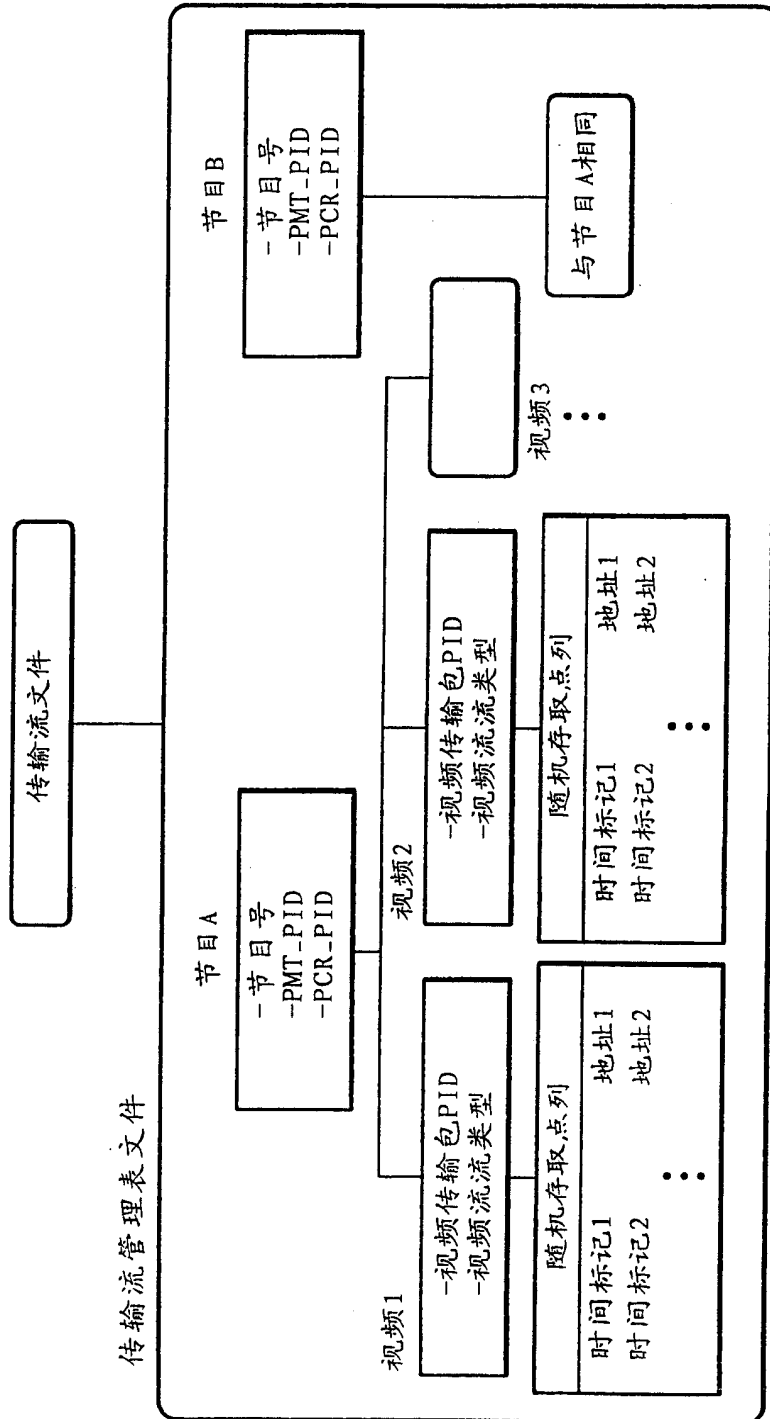 传输流文件
传输流管理表文件
节目A
-节目号
-PMT_PID
-PCR_PID
节目B
-节目号
-PMT_PID
-PCR_PID
视频1
-视频传输包PID
-视频流流类型
视频2
-视频传输包PID
-视频流流类型
视频3
•••
与节目A相同
随机存取点列
时间标记1 地址1
时间标记2 地址2
•••
随机存取点列
时间标记1 地址1
时间标记2 地址2
•••